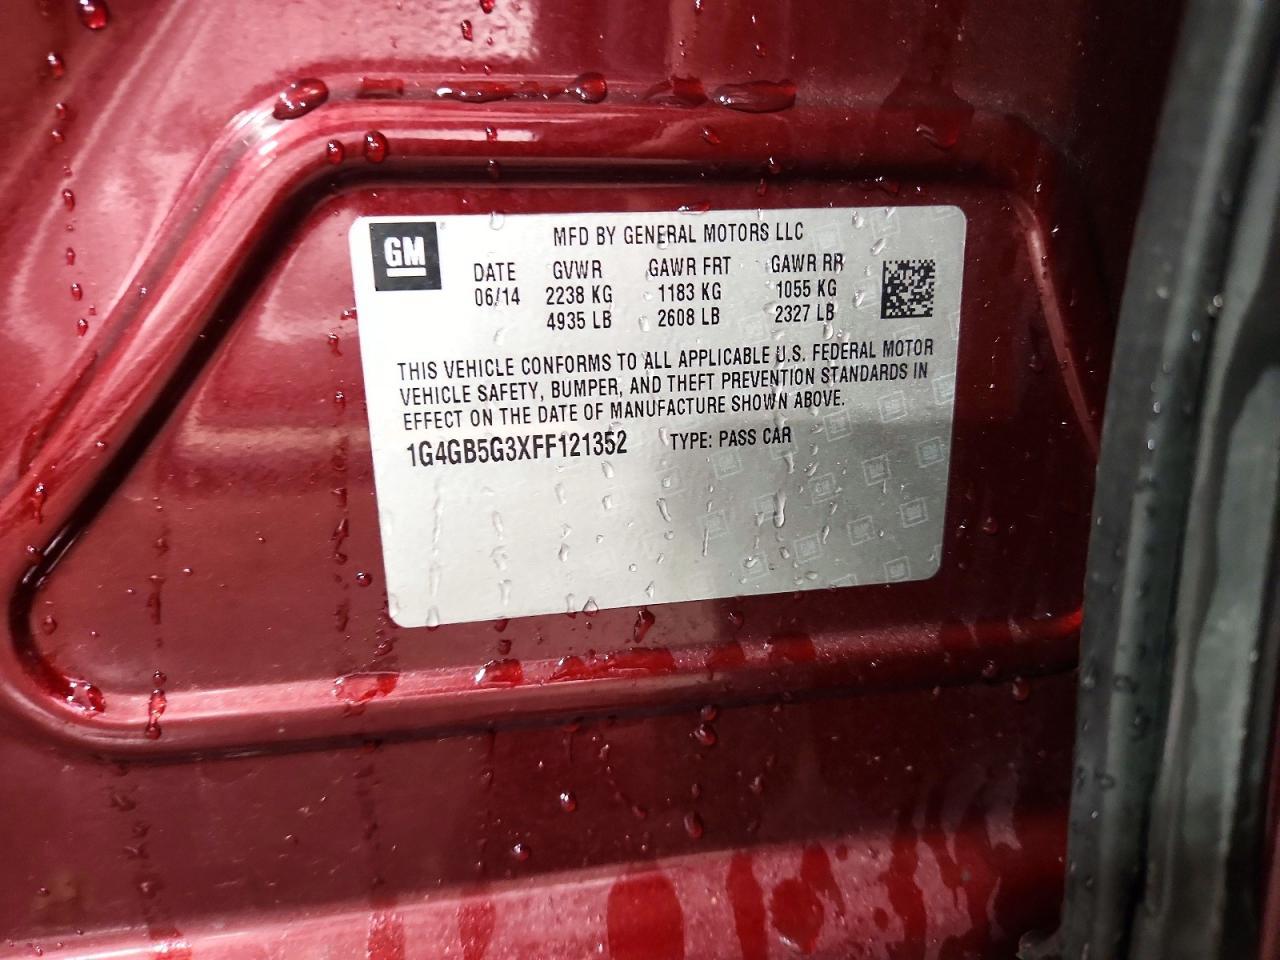 GM
MFD BY GENERAL MOTORS LLC
DATE GVWR GAWR FRT GAWR RR
06/14 2238 KG 1183 KG 1055 KG
4935 LB 2608 LB 2327 LB
THIS VEHICLE CONFORMS TO ALL APPLICABLE U.S. FEDERAL MOTOR
VEHICLE SAFETY, BUMPER, AND THEFT PREVENTION STANDARDS IN
EFFECT ON THE DATE OF MANUFACTURE SHOWN ABOVE.
1G4GB5G3XFF121352 TYPE: PASS CAR